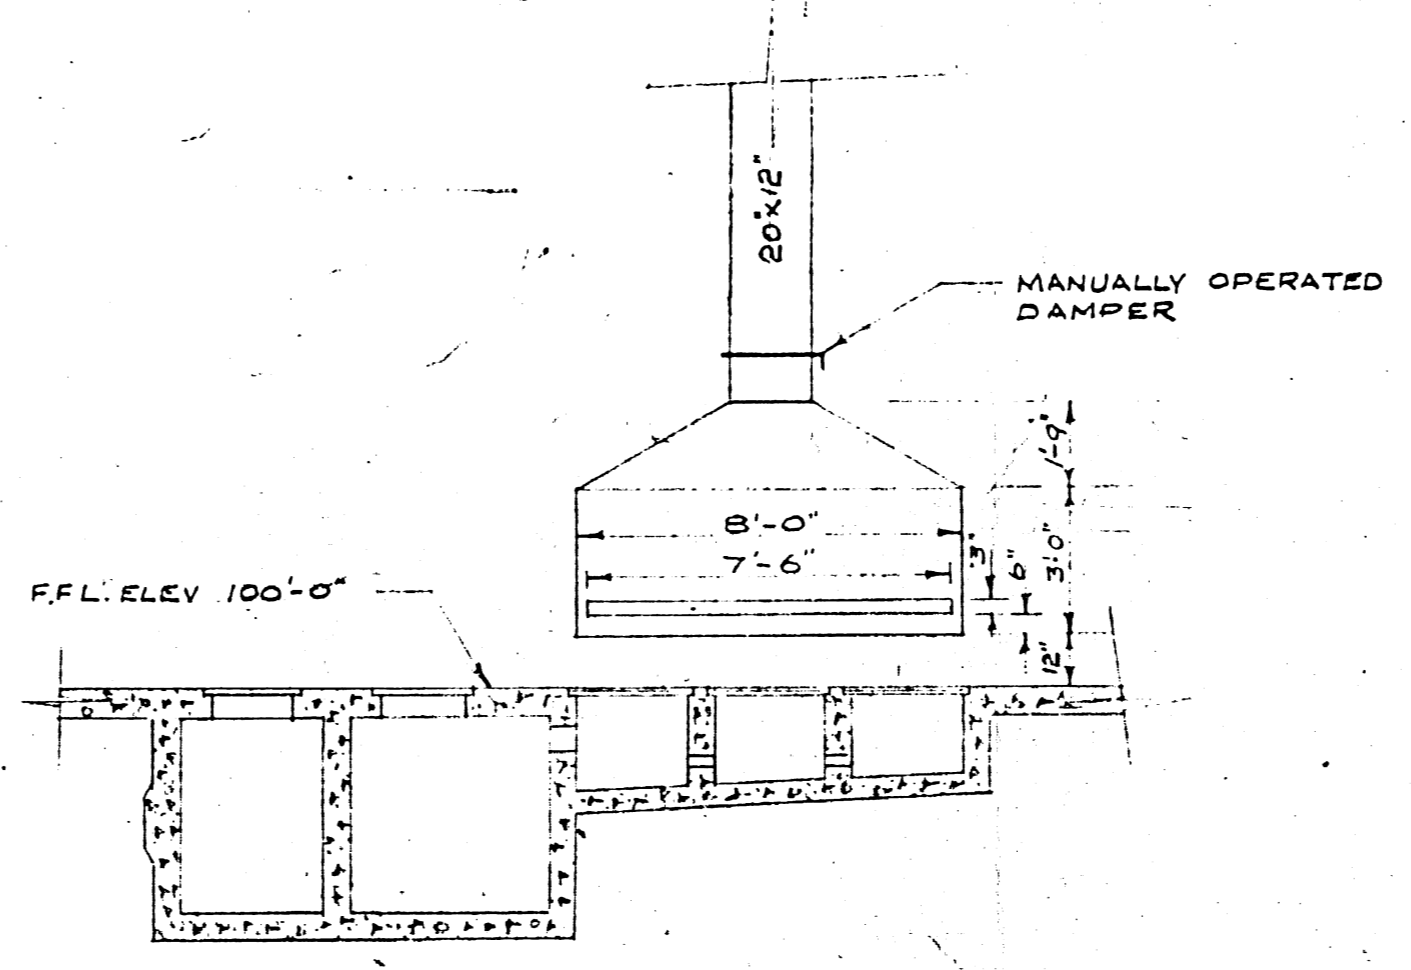 20"x12"
MANUALLY OPERATED
DAMPER
1'-9"
8'-0"
3"
6"
3'-0"
7'-6"
F.F L. ELEV 100'-0"
12"